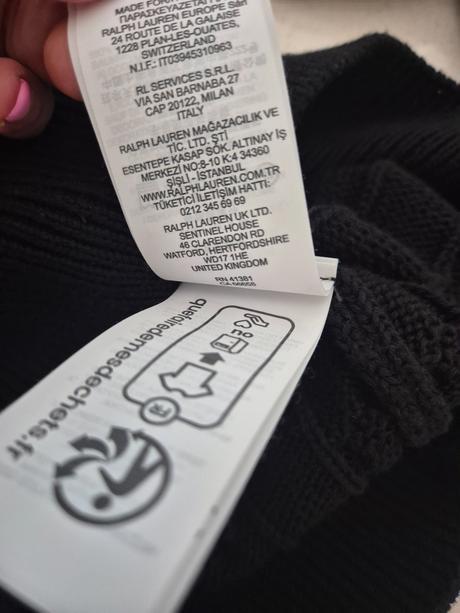 MADE FOR
ΠΑΡΑΣΚΕΥΑΖΕΤΑΙ
RALPH LAUREN EUROPE Sàrl
24 ROUTE DE LA GALAISE
1228 PLAN-LES-OUATES,
SWITZERLAND
N.I.F.: IT03945310963
RL SERVICES S.R.L.
VIA SAN BARNABA 27
CAP 20122, MILAN
ITALY
RALPH LAUREN MAĞAZACILIK VE
TİC. LTD. ŞTİ
ESENTEPE KASAP SOK. ALTINAY İŞ
MERKEZİ NO:8-10 K:4 34360
ŞİŞLİ - İSTANBUL
WWW.RALPHLAUREN.COM.TR
TÜKETİCİ İLETİŞİM HATTI:
0212 345 69 69
RALPH LAUREN UK LTD.
SENTINEL HOUSE
46 CLARENDON RD
WATFORD, HERTFORDSHIRE
WD17 1HE
UNITED KINGDOM
RN 41381
quefairedemesdechets.fr
FR